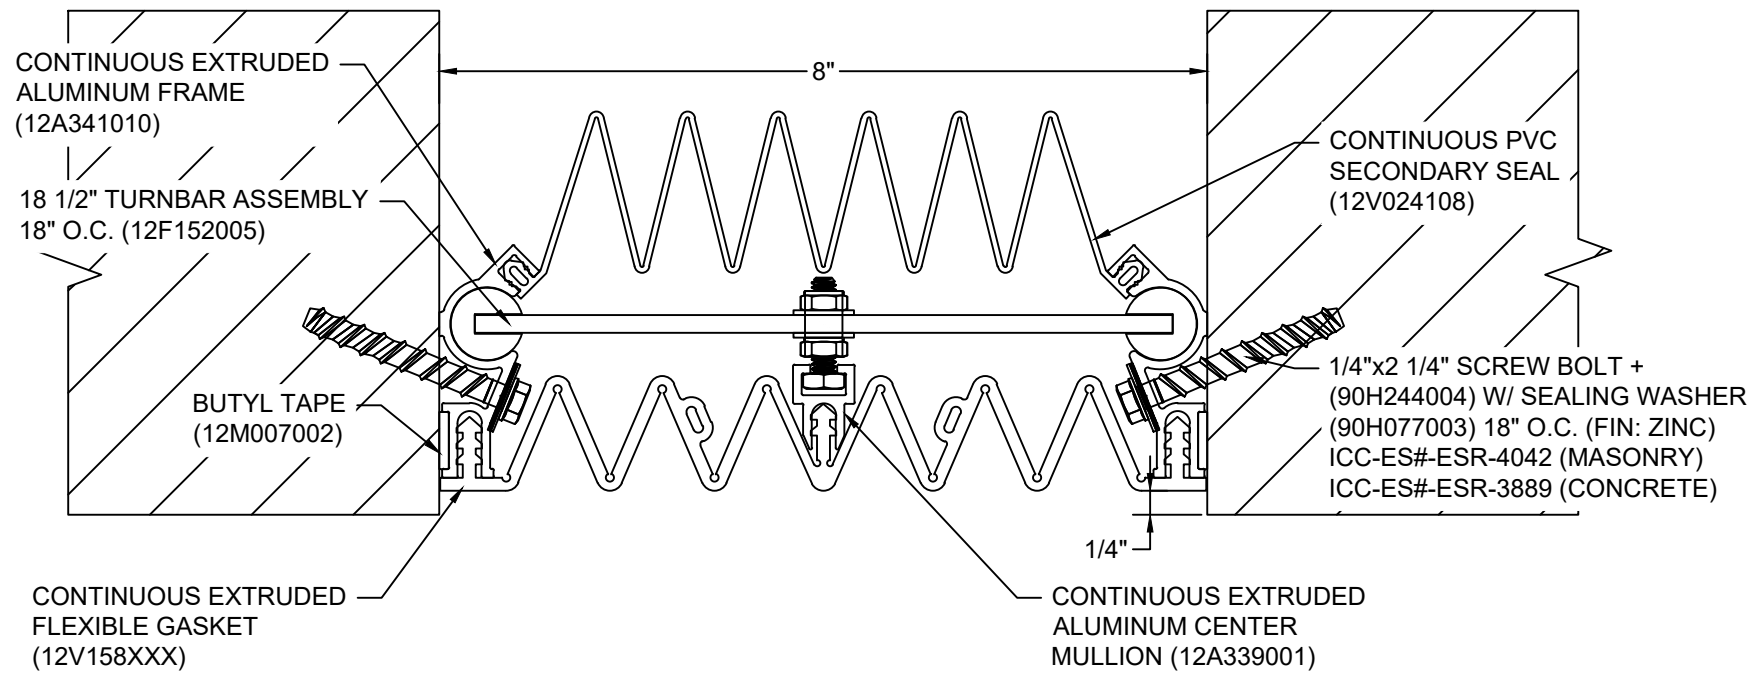 8"
CONTINUOUS EXTRUDED
ALUMINUM FRAME
(12A341010)
18 1/2" TURNBAR ASSEMBLY
18" O.C. (12F152005)
BUTYL TAPE
(12M007002)
CONTINUOUS EXTRUDED
FLEXIBLE GASKET
(12V158XXX)
CONTINUOUS PVC
SECONDARY SEAL
(12V024108)
1/4"x2 1/4" SCREW BOLT +
(90H244004) W/ SEALING WASHER
(90H077003) 18" O.C. (FIN: ZINC)
ICC-ES#-ESR-4042 (MASONRY)
ICC-ES#-ESR-3889 (CONCRETE)
1/4"
CONTINUOUS EXTRUDED
ALUMINUM CENTER
MULLION (12A339001)